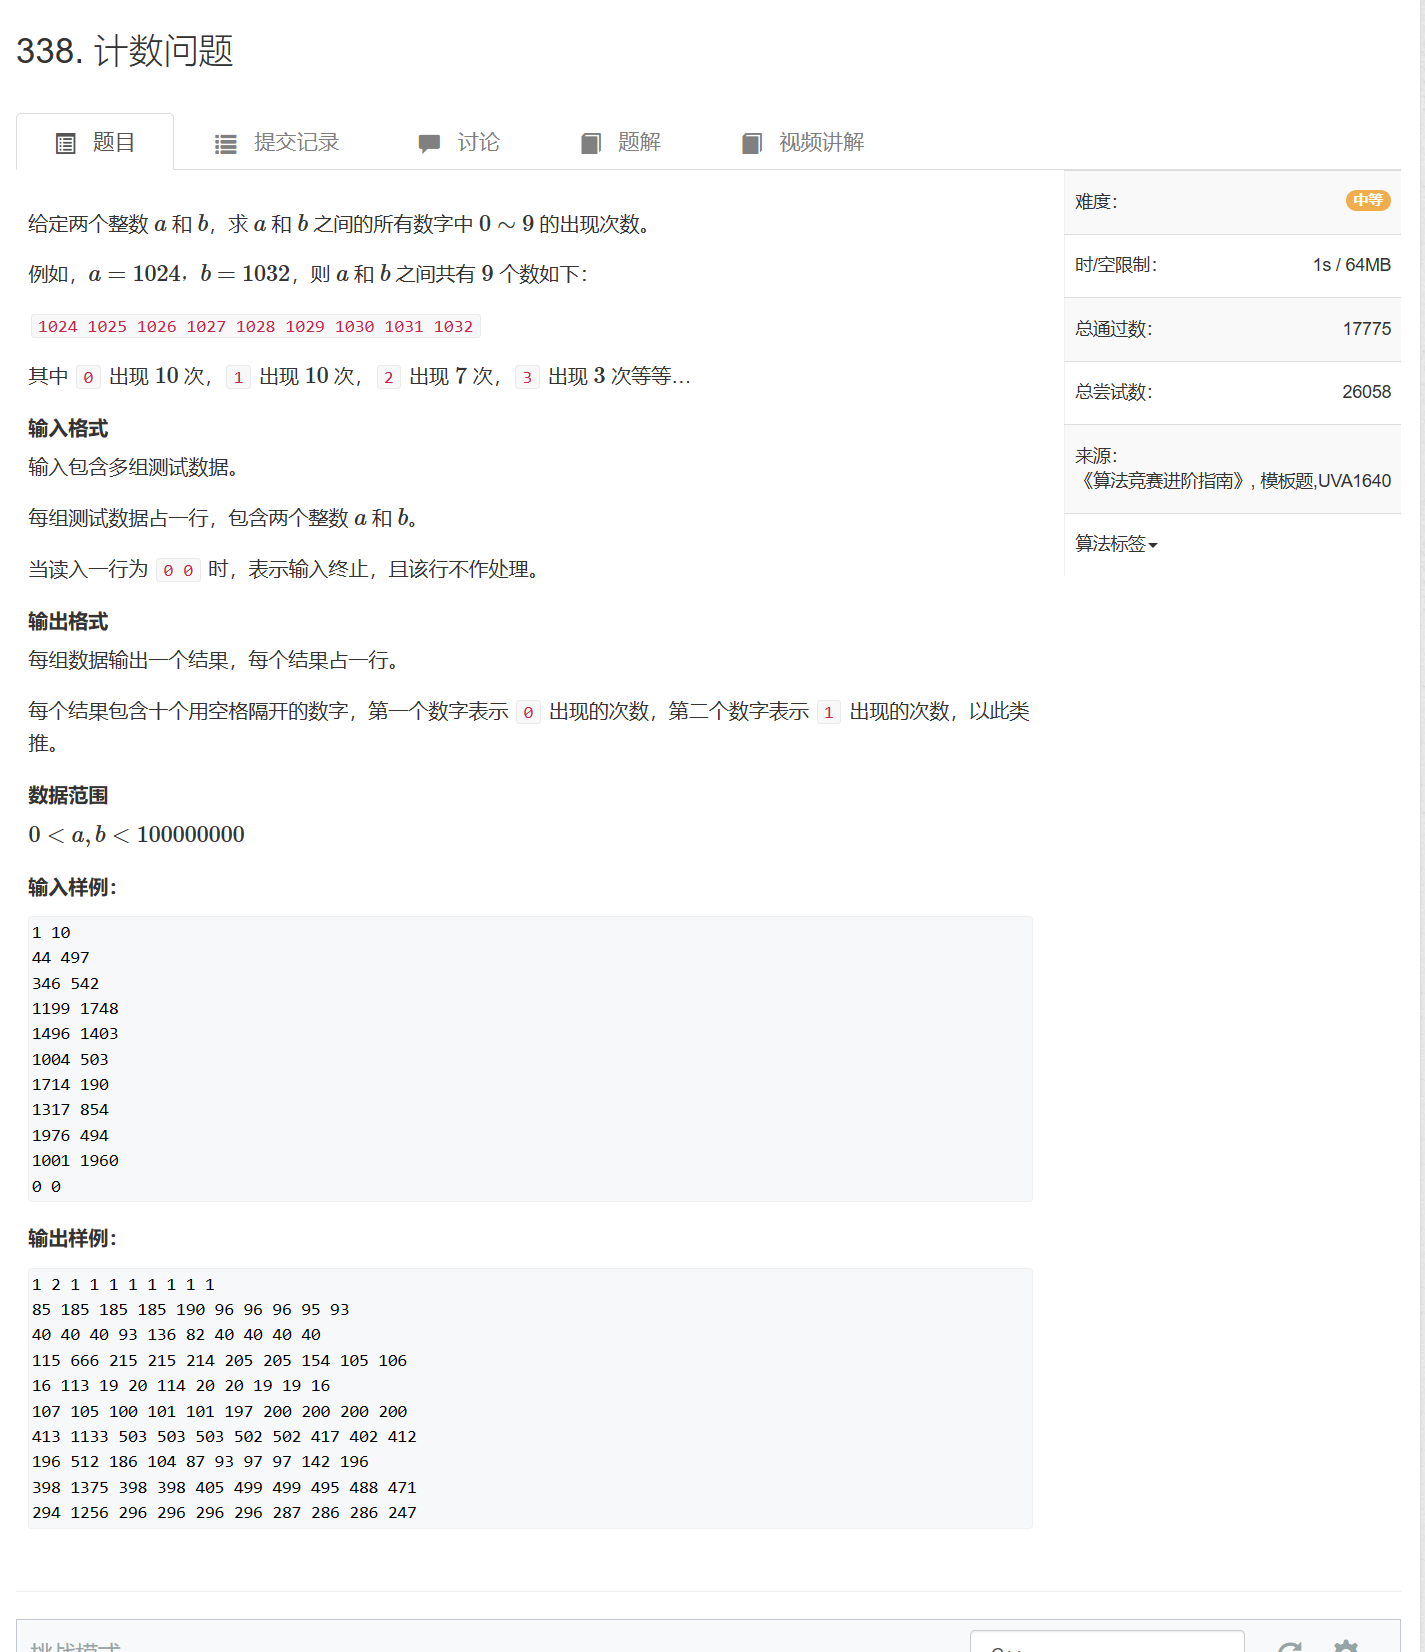 338. 计数问题
题目 提交记录 讨论 题解 视频讲解
给定两个整数 a 和 b，求 a 和 b 之间的所有数字中 0 ∼ 9 的出现次数。
例如，a = 1024，b = 1032，则 a 和 b 之间共有 9 个数如下：
1024 1025 1026 1027 1028 1029 1030 1031 1032
其中 0 出现 10 次， 1 出现 10 次， 2 出现 7 次， 3 出现 3 次等等…
输入格式
输入包含多组测试数据。
每组测试数据占一行，包含两个整数 a 和 b。
当读入一行为 0 0 时，表示输入终止，且该行不作处理。
输出格式
每组数据输出一个结果，每个结果占一行。
每个结果包含十个用空格隔开的数字，第一个数字表示 0 出现的次数，第二个数字表示 1 出现的次数，以此类
推。
数据范围
0 < a, b < 100000000
输入样例：
1 10
44 497
346 542
1199 1748
1496 1403
1004 503
1714 190
1317 854
1976 494
1001 1960
0 0
输出样例：
1 2 1 1 1 1 1 1 1 1
85 185 185 185 190 96 96 96 95 93
40 40 40 93 136 82 40 40 40 40
115 666 215 215 214 205 205 154 105 106
16 113 19 20 114 20 20 19 19 16
107 105 100 101 101 197 200 200 200 200
413 1133 503 503 503 502 502 417 402 412
196 512 186 104 87 93 97 97 142 196
398 1375 398 398 405 499 499 495 488 471
294 1256 296 296 296 296 287 286 286 247
难度： 中等
时/空限制： 1s / 64MB
总通过数： 17775
总尝试数： 26058
来源：
《算法竞赛进阶指南》, 模板题,UVA1640
算法标签
挑战模式